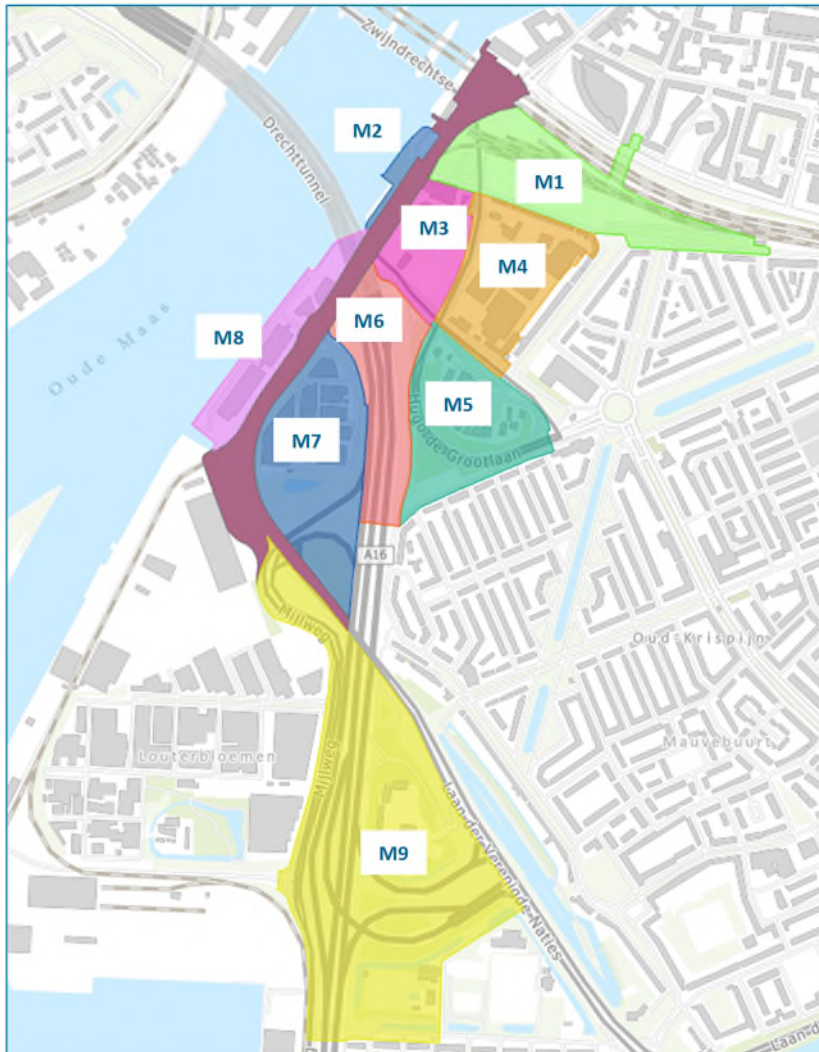 Zwijndrechtse
M2
Drechttunnel
M1
M3
M4
M6
Oude Maas
M8
M5
Hugo de Grootlaan
M7
A16
Mijlweg
Oud-Krispijn
Mauvebuurt
Louterbloemen
Mijlweg
Laan der Verenigde Naties
M9
Laan-d